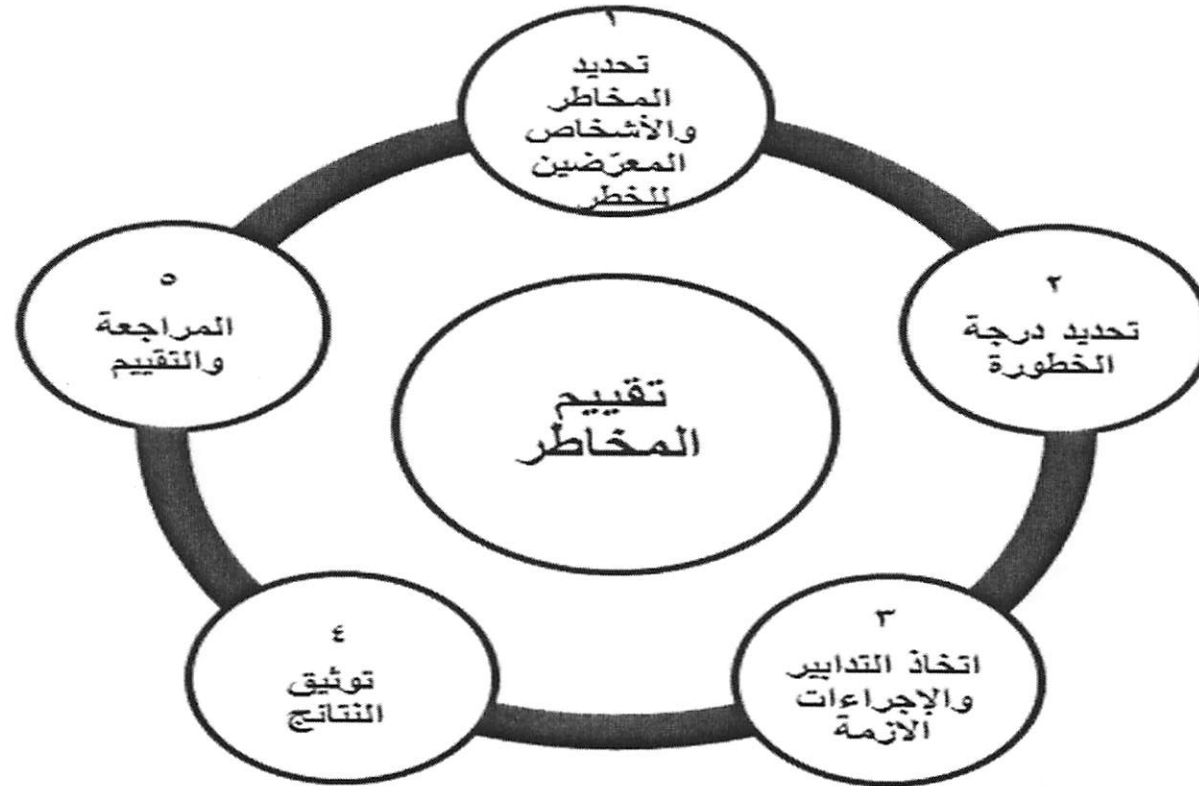 ١
تحديد
المخاطر
والأشخاص
المعرّضين
للخطر
٢
تحديد درجة
الخطورة
٣
اتخاذ التدابير
والإجراءات
الازمة
٤
توثيق
النتائج
٥
المراجعة
والتقييم
تقييم
المخاطر